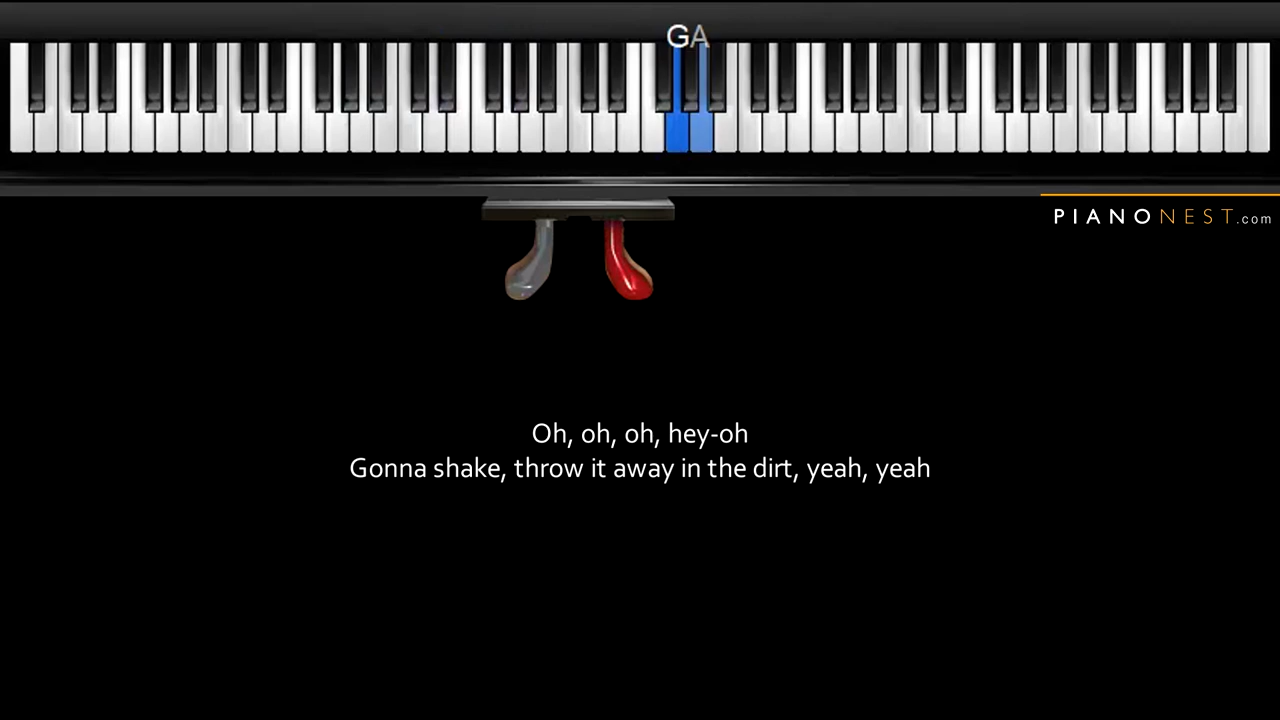 GA
PIANONEST.com
Oh, oh, oh, hey-oh
Gonna shake, throw it away in the dirt, yeah, yeah